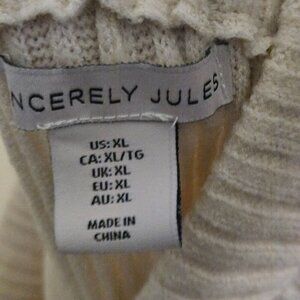 NCERELY JULES
US: XL
CA: XL/TG
UK: XL
EU: XL
AU: XL
MADE IN
CHINA